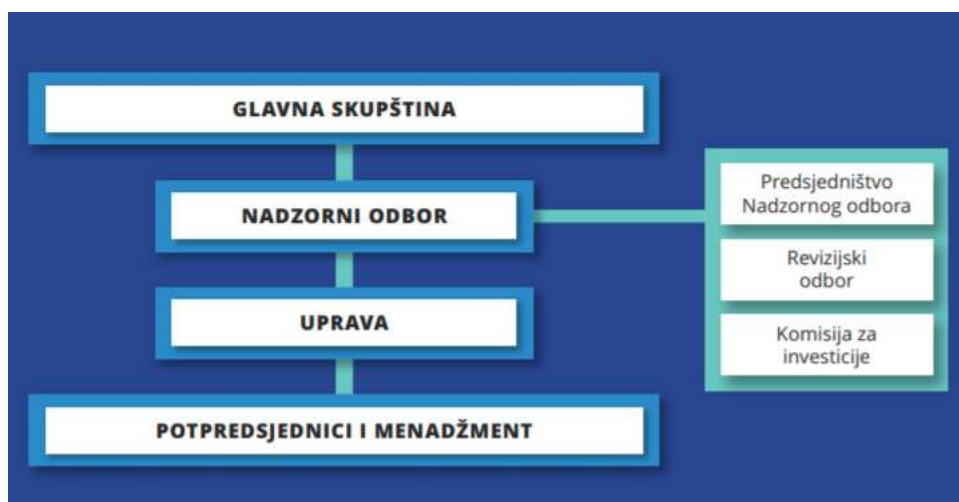 GLAVNA SKUPŠTINA
NADZORNI ODBOR
UPRAVA
POTPREDSJEDNICI I MENADŽMENT
Predsjedništvo
Nadzornog odbora
Revizijski
odbor
Komisija za
investicije